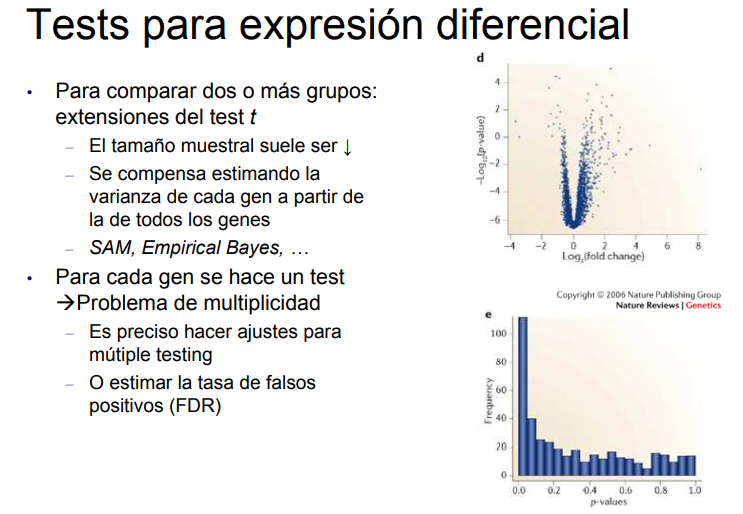 Tests para expresión diferencial
• Para comparar dos o más grupos:
extensiones del test t
– El tamaño muestral suele ser ↓
– Se compensa estimando la
varianza de cada gen a partir de
la de todos los genes
– SAM, Empirical Bayes, …
• Para cada gen se hace un test
→Problema de multiplicidad
– Es preciso hacer ajustes para
mútiple testing
– O estimar la tasa de falsos
positivos (FDR)
d
–Log10(p-value)
4
2
0
–2
–4
–6
–4 –2 0 2 4 6 8
Log2(fold change)
Copyright © 2006 Nature Publishing Group
Nature Reviews | Genetics
e
Frequency
100
80
60
40
20
0
0.0 0.2 0.4 0.6 0.8 1.0
p-values